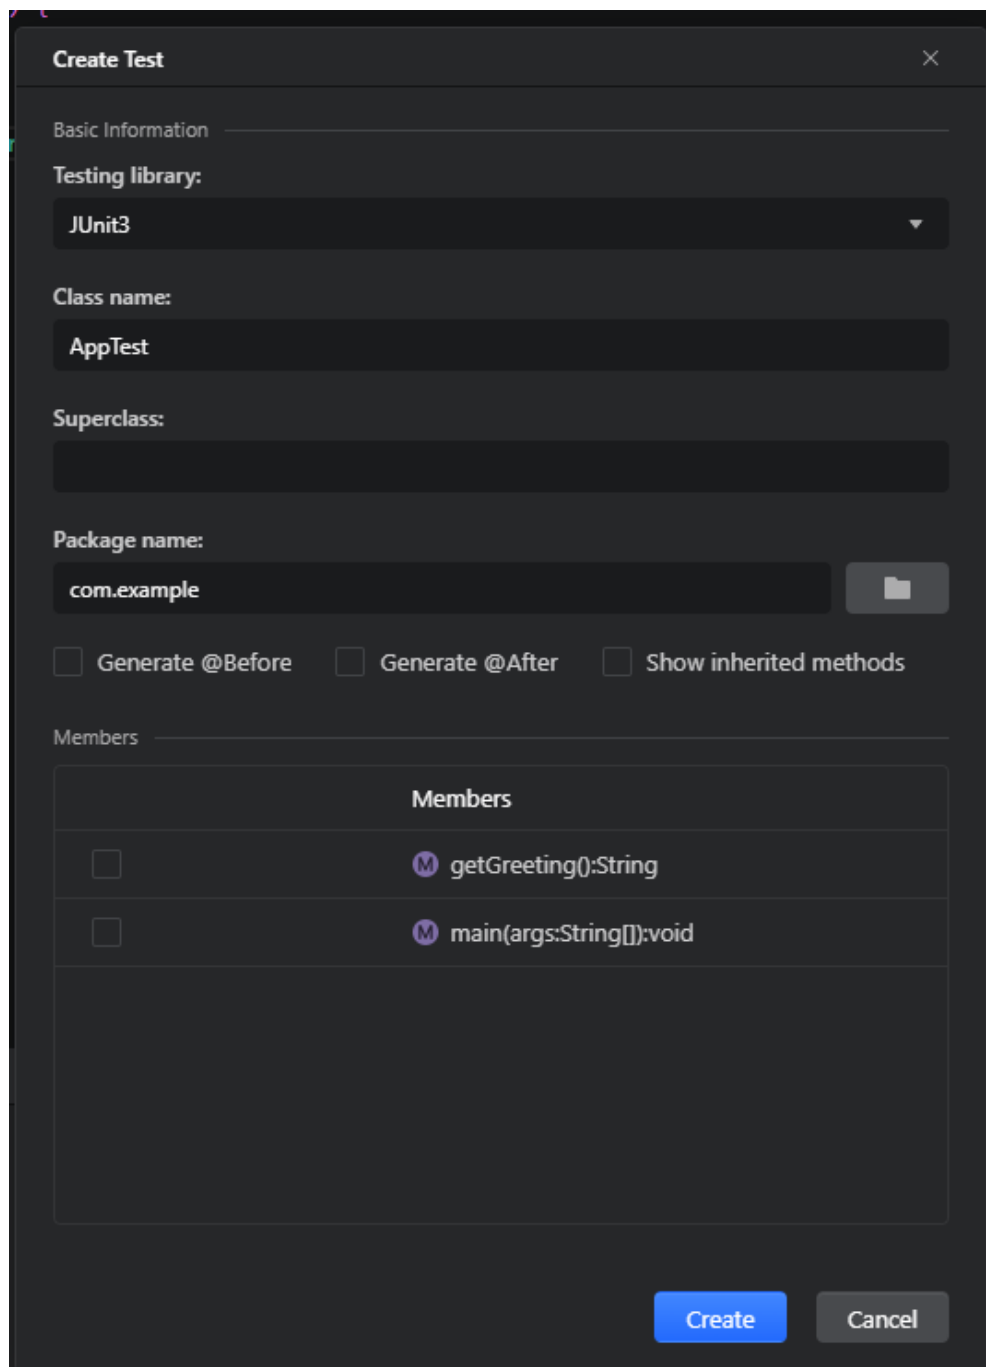 Create Test
Basic Information
Testing library:
JUnit3
Class name:
AppTest
Superclass:
Package name:
com.example
Generate @Before Generate @After Show inherited methods
Members
Members
M getGreeting():String
M main(args:String[]):void
Create Cancel